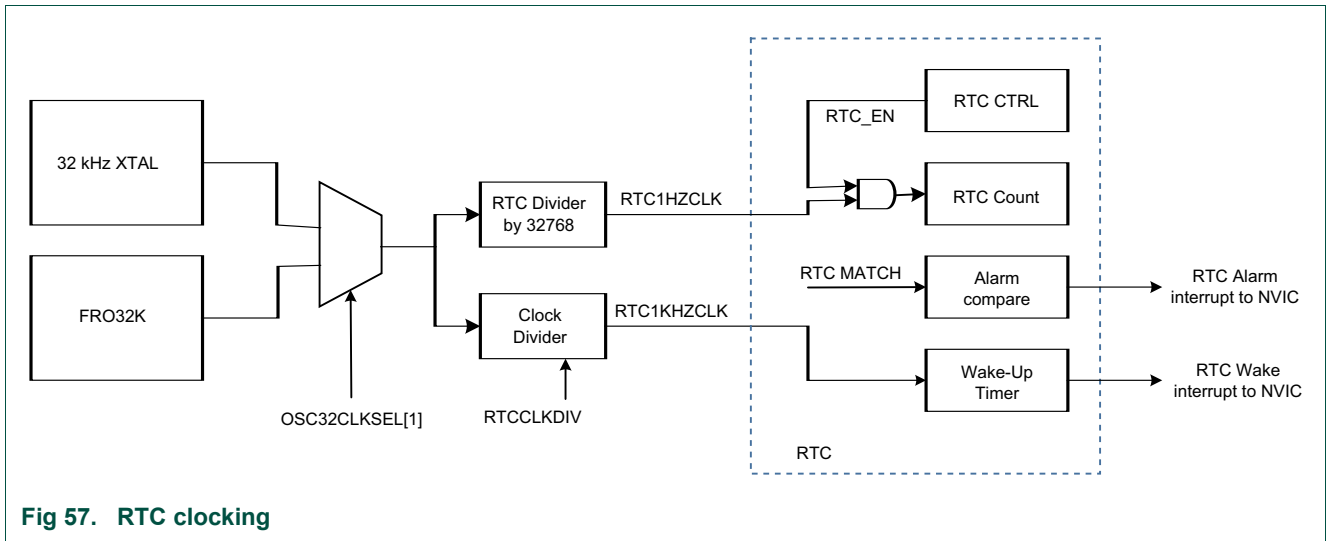 RTC CTRL
RTC_EN
32 kHz XTAL
RTC Divider
by 32768
RTC1HZCLK
RTC Count
RTC MATCH
Alarm
compare
RTC Alarm
interrupt to NVIC
FRO32K
Clock
Divider
RTC1KHZCLK
Wake-Up
Timer
RTC Wake
interrupt to NVIC
OSC32CLKSEL[1]
RTCCLKDIV
RTC
Fig 57. RTC clocking